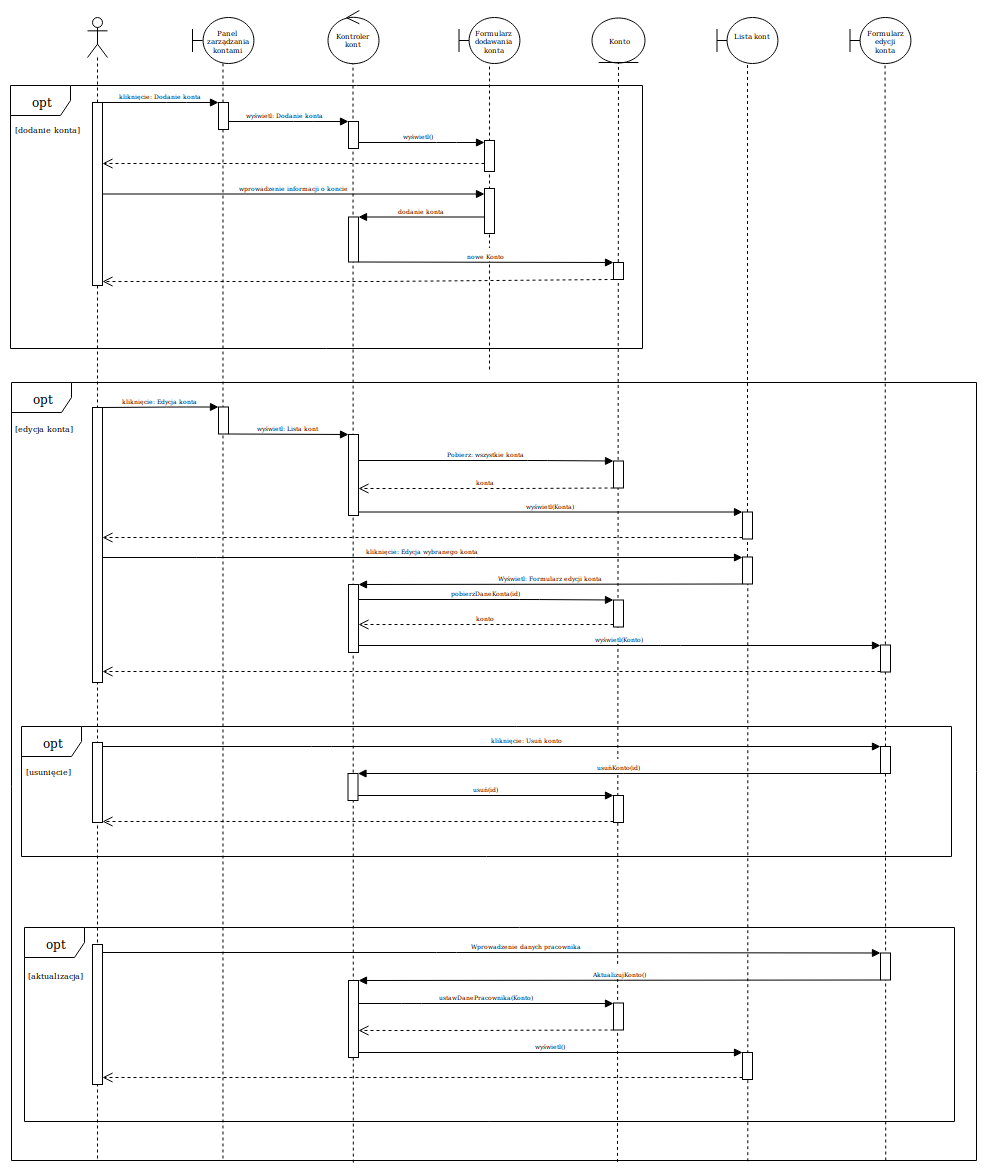 Panel
zarządzania
kontami
Kontroler
kont
Formularz
dodawania
konta
Konto
Lista kont
Formularz
edycji
konta
opt
[dodanie konta]
kliknięcie: Dodanie konta
wyświetl: Dodanie konta
wyświetl()
wprowadzenie informacji o koncie
dodanie konta
nowe Konto
opt
[edycja konta]
kliknięcie: Edycja konta
wyświetl: Lista kont
Pobierz: wszystkie konta
konta
wyświetl(Konta)
kliknięcie: Edycja wybranego konta
Wyświetl: Formularz edycji konta
pobierzDaneKonta(id)
konto
wyświetl(Konto)
opt
[usunięcie]
kliknięcie: Usuń konto
usuńKonto(id)
usuń(id)
opt
[aktualizacja]
Wprowadzenie danych pracownika
AktualizujKonto()
ustawDanePracownika(Konto)
wyświetl()